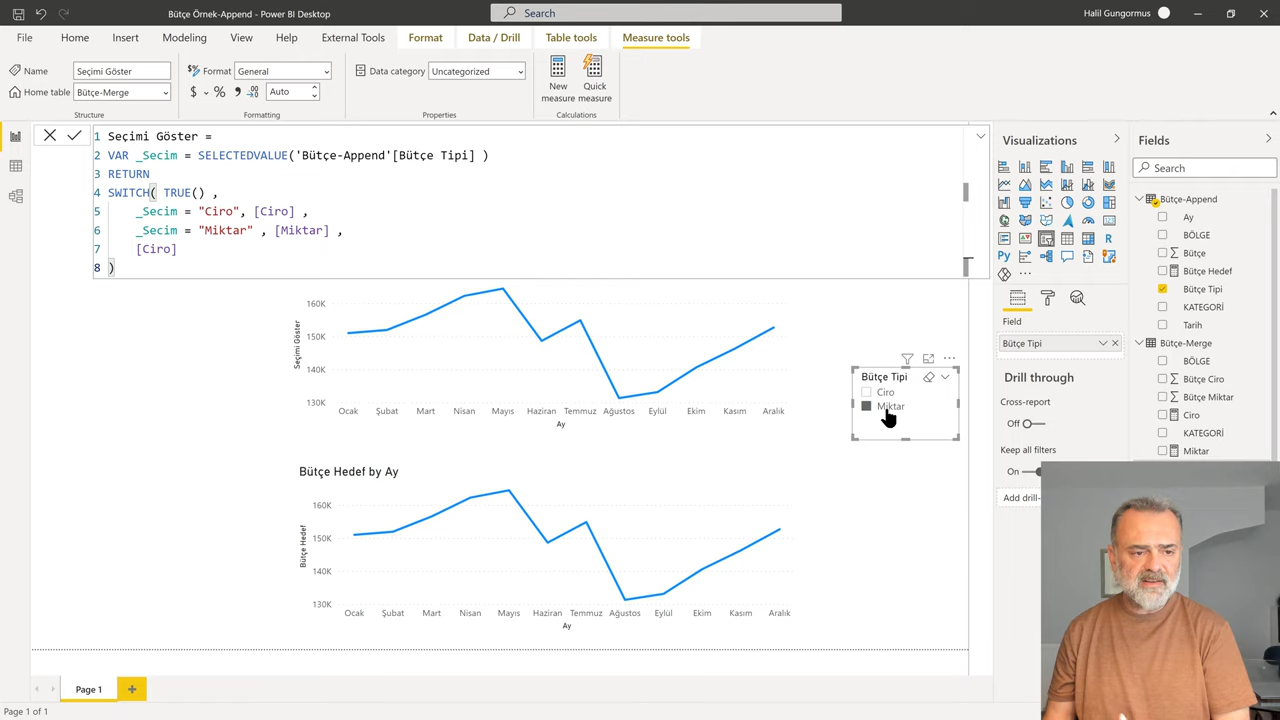 Bütçe Örnek-Append - Power BI Desktop
Search
Halil Gungormus
File Home Insert Modeling View Help External Tools Format Data / Drill Table tools Measure tools
Name Seçimi Göster
Home table Bütçe-Merge
Structure
Format General
$ % , Auto
Formatting
Data category Uncategorized
Properties
New measure
Quick measure
Calculations
1 Seçimi Göster =
2 VAR _Secim = SELECTEDVALUE('Bütçe-Append'[Bütçe Tipi] )
3 RETURN
4 SWITCH( TRUE() ,
5 _Secim = "Ciro", [Ciro] ,
6 _Secim = "Miktar" , [Miktar] ,
7 [Ciro]
8 )
Seçimi Göster
160K
150K
140K
130K
Ocak Şubat Mart Nisan Mayıs Haziran Temmuz Ağustos Eylül Ekim Kasım Aralık
Ay
Bütçe Tipi
Ciro
Miktar
Bütçe Hedef by Ay
Bütçe Hedef
160K
150K
140K
130K
Ocak Şubat Mart Nisan Mayıs Haziran Temmuz Ağustos Eylül Ekim Kasım Aralık
Ay
Visualizations
Py
R
Field
Bütçe Tipi
Drill through
Cross-report
Off
Keep all filters
On
Add drill-
Fields
Search
Bütçe-Append
Ay
BÖLGE
Bütçe
Bütçe Hedef
Bütçe Tipi
KATEGORİ
Tarih
Bütçe-Merge
BÖLGE
Bütçe Ciro
Bütçe Miktar
Ciro
KATEGORİ
Miktar
Page 1
Page 1 of 1